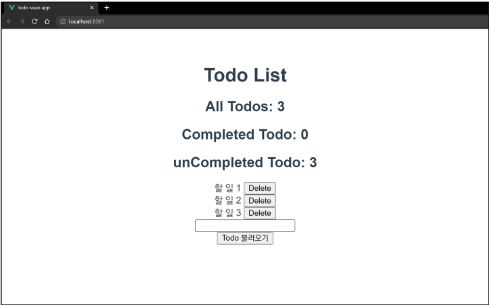 todo-vuex-app
localhost:8081
Todo List
All Todos: 3
Completed Todo: 0
unCompleted Todo: 3
할 일 1 Delete
할 일 2 Delete
할 일 3 Delete
Todo 불러오기